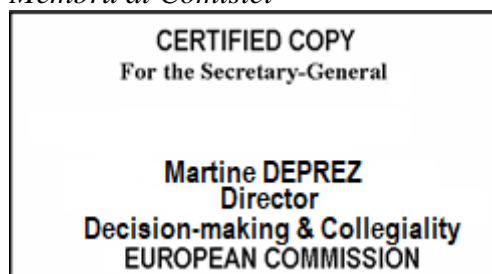 Membru al Comisiei
CERTIFIED COPY
For the Secretary-General
Martine DEPREZ
Director
Decision-making & Collegiality
EUROPEAN COMMISSION